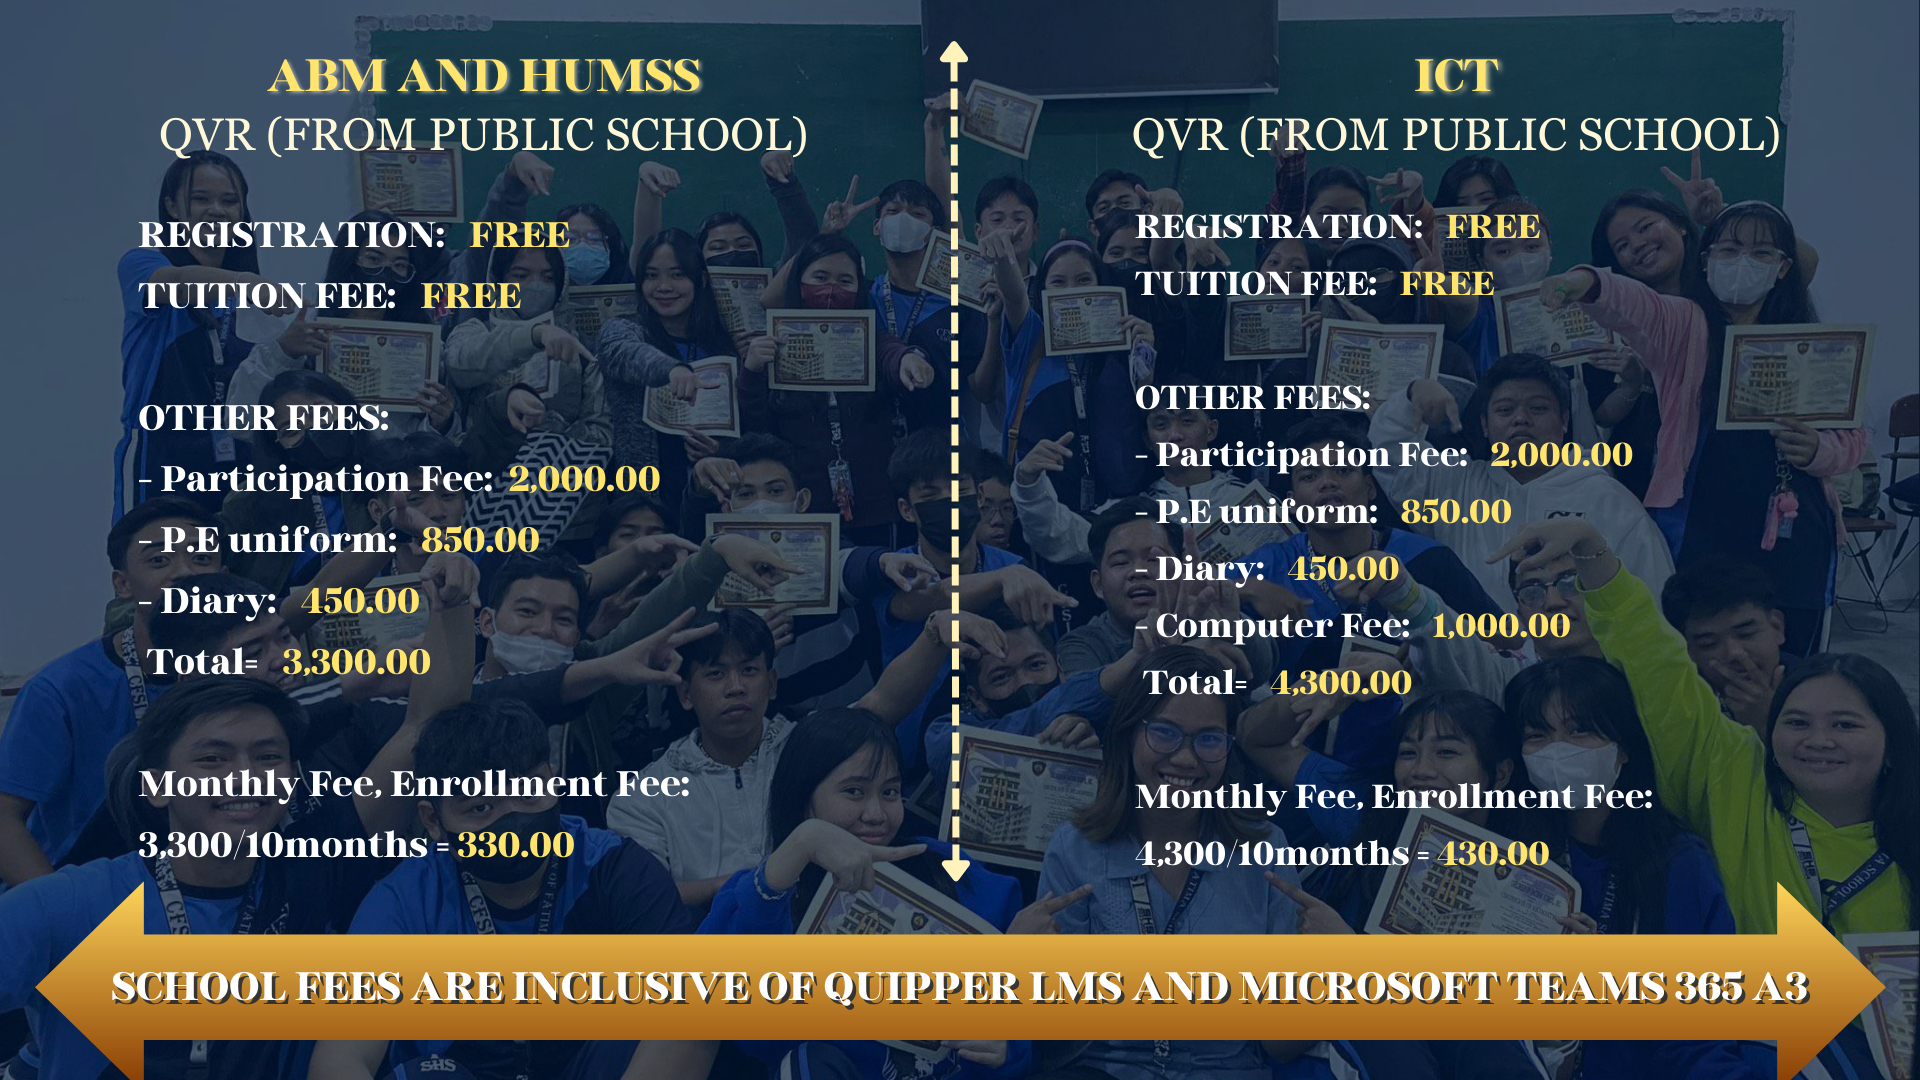 ABM AND HUMSS
QVR (FROM PUBLIC SCHOOL)
REGISTRATION: FREE
TUITION FEE: FREE
OTHER FEES:
- Participation Fee: 2,000.00
- P.E uniform: 850.00
- Diary: 450.00
Total= 3,300.00
Monthly Fee, Enrollment Fee:
3,300/10months = 330.00
ICT
QVR (FROM PUBLIC SCHOOL)
REGISTRATION: FREE
TUITION FEE: FREE
OTHER FEES:
- Participation Fee: 2,000.00
- P.E uniform: 850.00
- Diary: 450.00
- Computer Fee: 1,000.00
Total= 4,300.00
Monthly Fee, Enrollment Fee:
4,300/10months = 430.00
SCHOOL FEES ARE INCLUSIVE OF QUIPPER LMS AND MICROSOFT TEAMS 365 A3
SHS